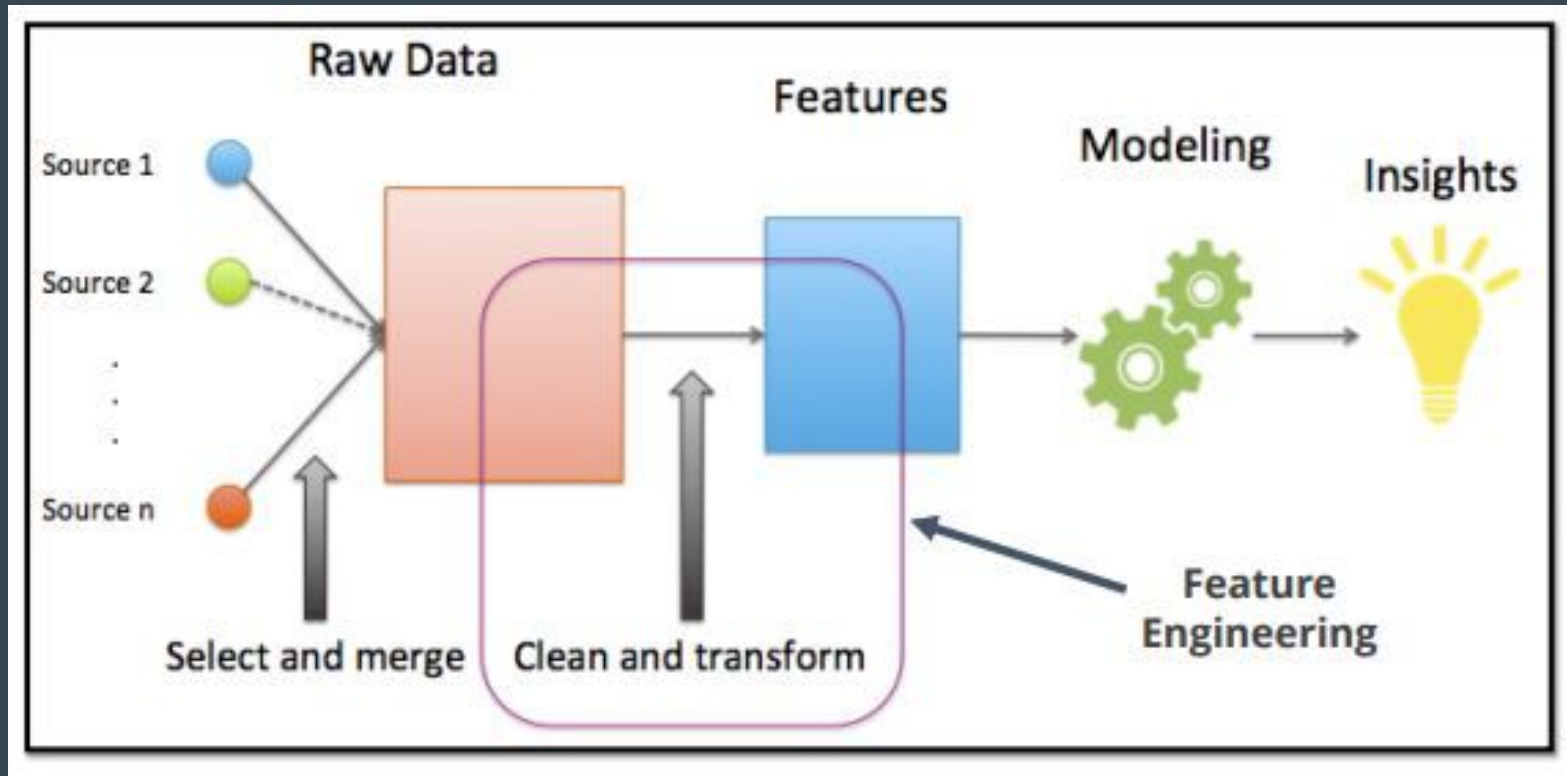 Raw Data
Features
Modeling
Insights
Source 1
Source 2
.
.
.
Source n
Select and merge
Clean and transform
Feature
Engineering